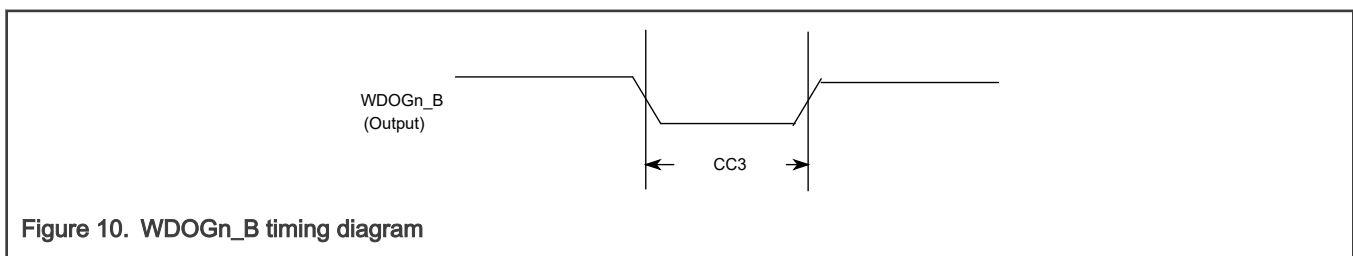 WDOGn_B
(Output)
CC3
Figure 10. WDOGn_B timing diagram